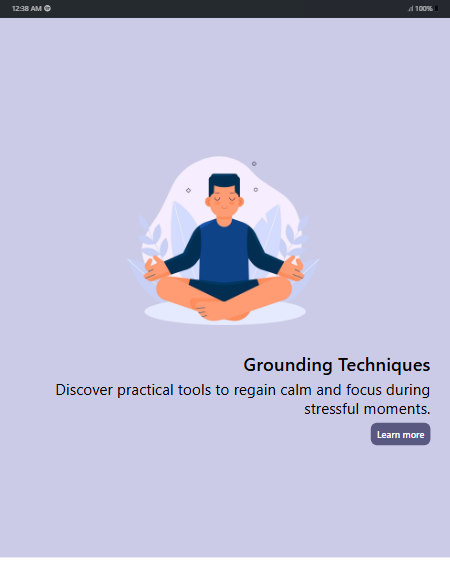 12:38 AM
100%
Grounding Techniques
Discover practical tools to regain calm and focus during
stressful moments.
Learn more